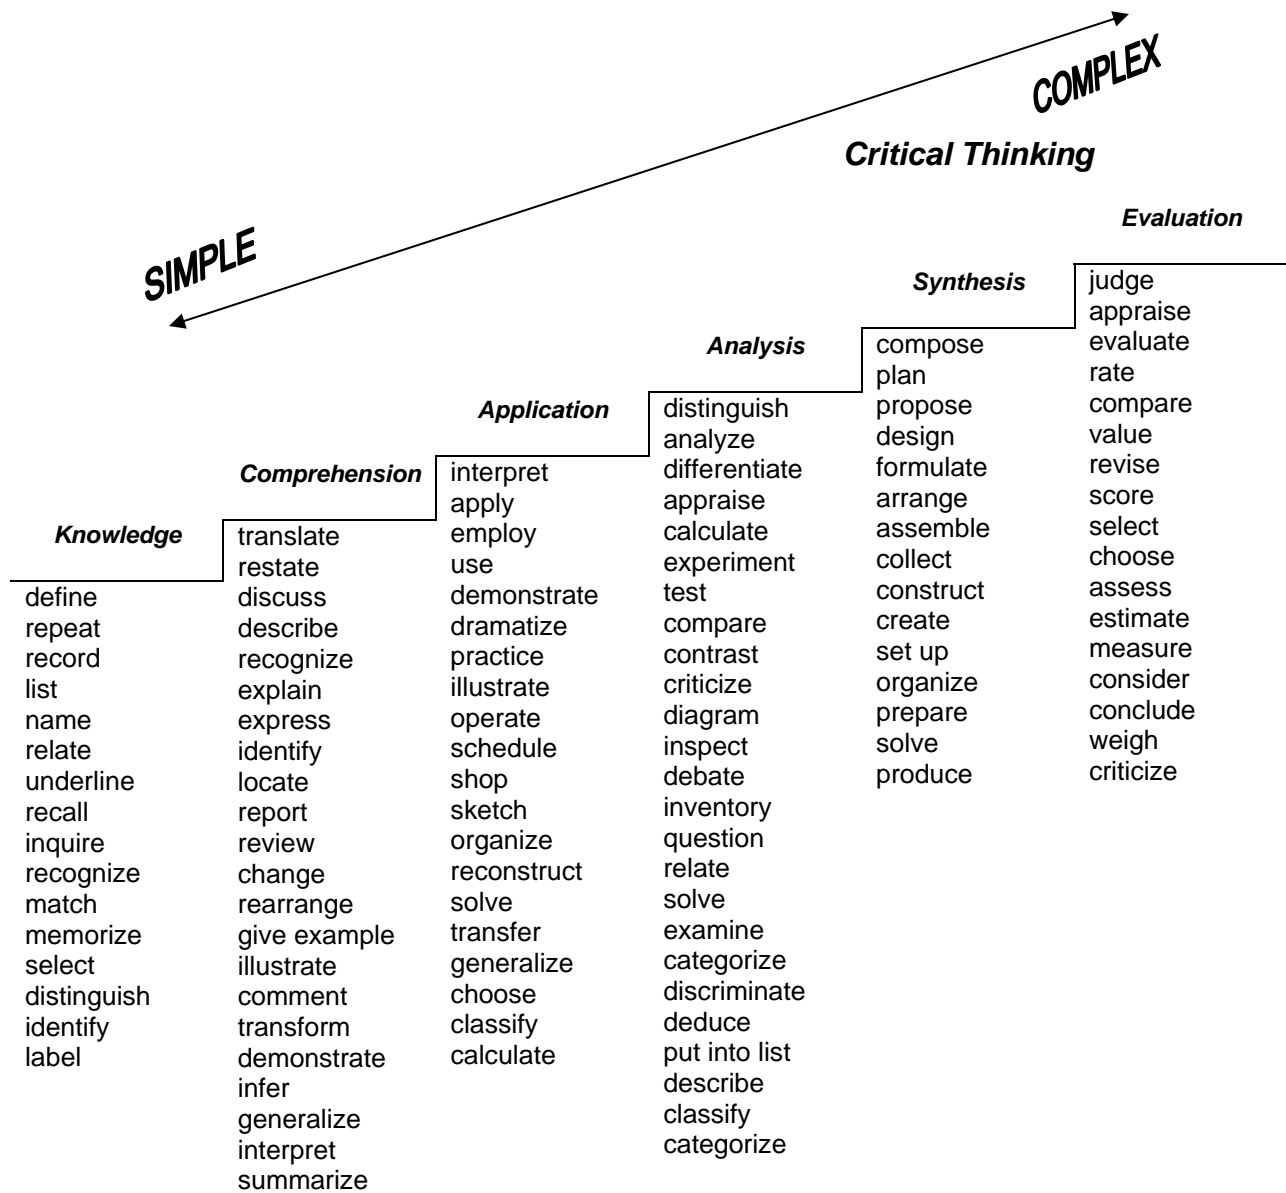 COMPLEX
Critical Thinking
SIMPLE
Knowledge
define
repeat
record
list
name
relate
underline
recall
inquire
recognize
match
memorize
select
distinguish
identify
label
Comprehension
translate
restate
discuss
describe
recognize
explain
express
identify
locate
report
review
change
rearrange
give example
illustrate
comment
transform
demonstrate
infer
generalize
interpret
summarize
Application
interpret
apply
employ
use
demonstrate
dramatize
practice
illustrate
operate
schedule
shop
sketch
organize
reconstruct
solve
transfer
generalize
choose
classify
calculate
Analysis
distinguish
analyze
differentiate
appraise
calculate
experiment
test
compare
contrast
criticize
diagram
inspect
debate
inventory
question
relate
solve
examine
categorize
discriminate
deduce
put into list
describe
classify
categorize
Synthesis
compose
plan
propose
design
formulate
arrange
assemble
collect
construct
create
set up
organize
prepare
solve
produce
Evaluation
judge
appraise
evaluate
rate
compare
value
revise
score
select
choose
assess
estimate
measure
consider
conclude
weigh
criticize